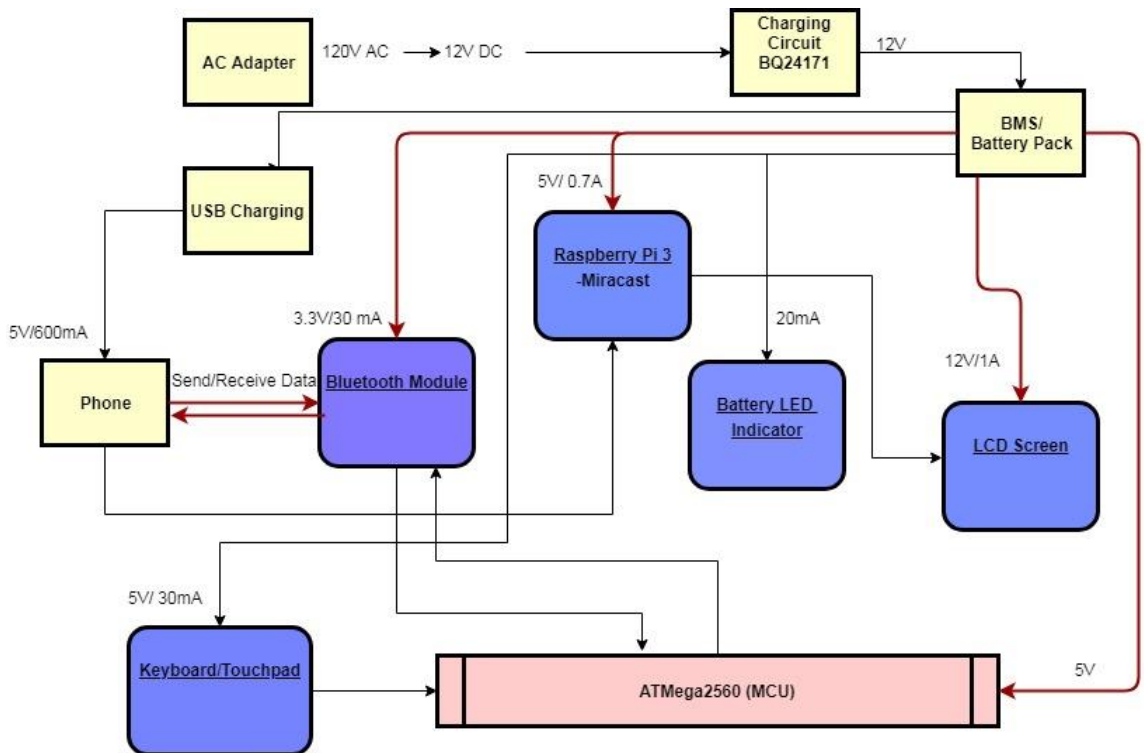 AC Adapter
120V AC
12V DC
Charging
Circuit
BQ24171
12V
BMS/
Battery Pack
USB Charging
5V/ 0.7A
Raspberry Pi 3
-Miracast
5V/600mA
3.3V/30 mA
20mA
12V/1A
Phone
Send/Receive Data
Bluetooth Module
Battery LED
Indicator
LCD Screen
5V/ 30mA
Keyboard/Touchpad
ATMega2560 (MCU)
5V